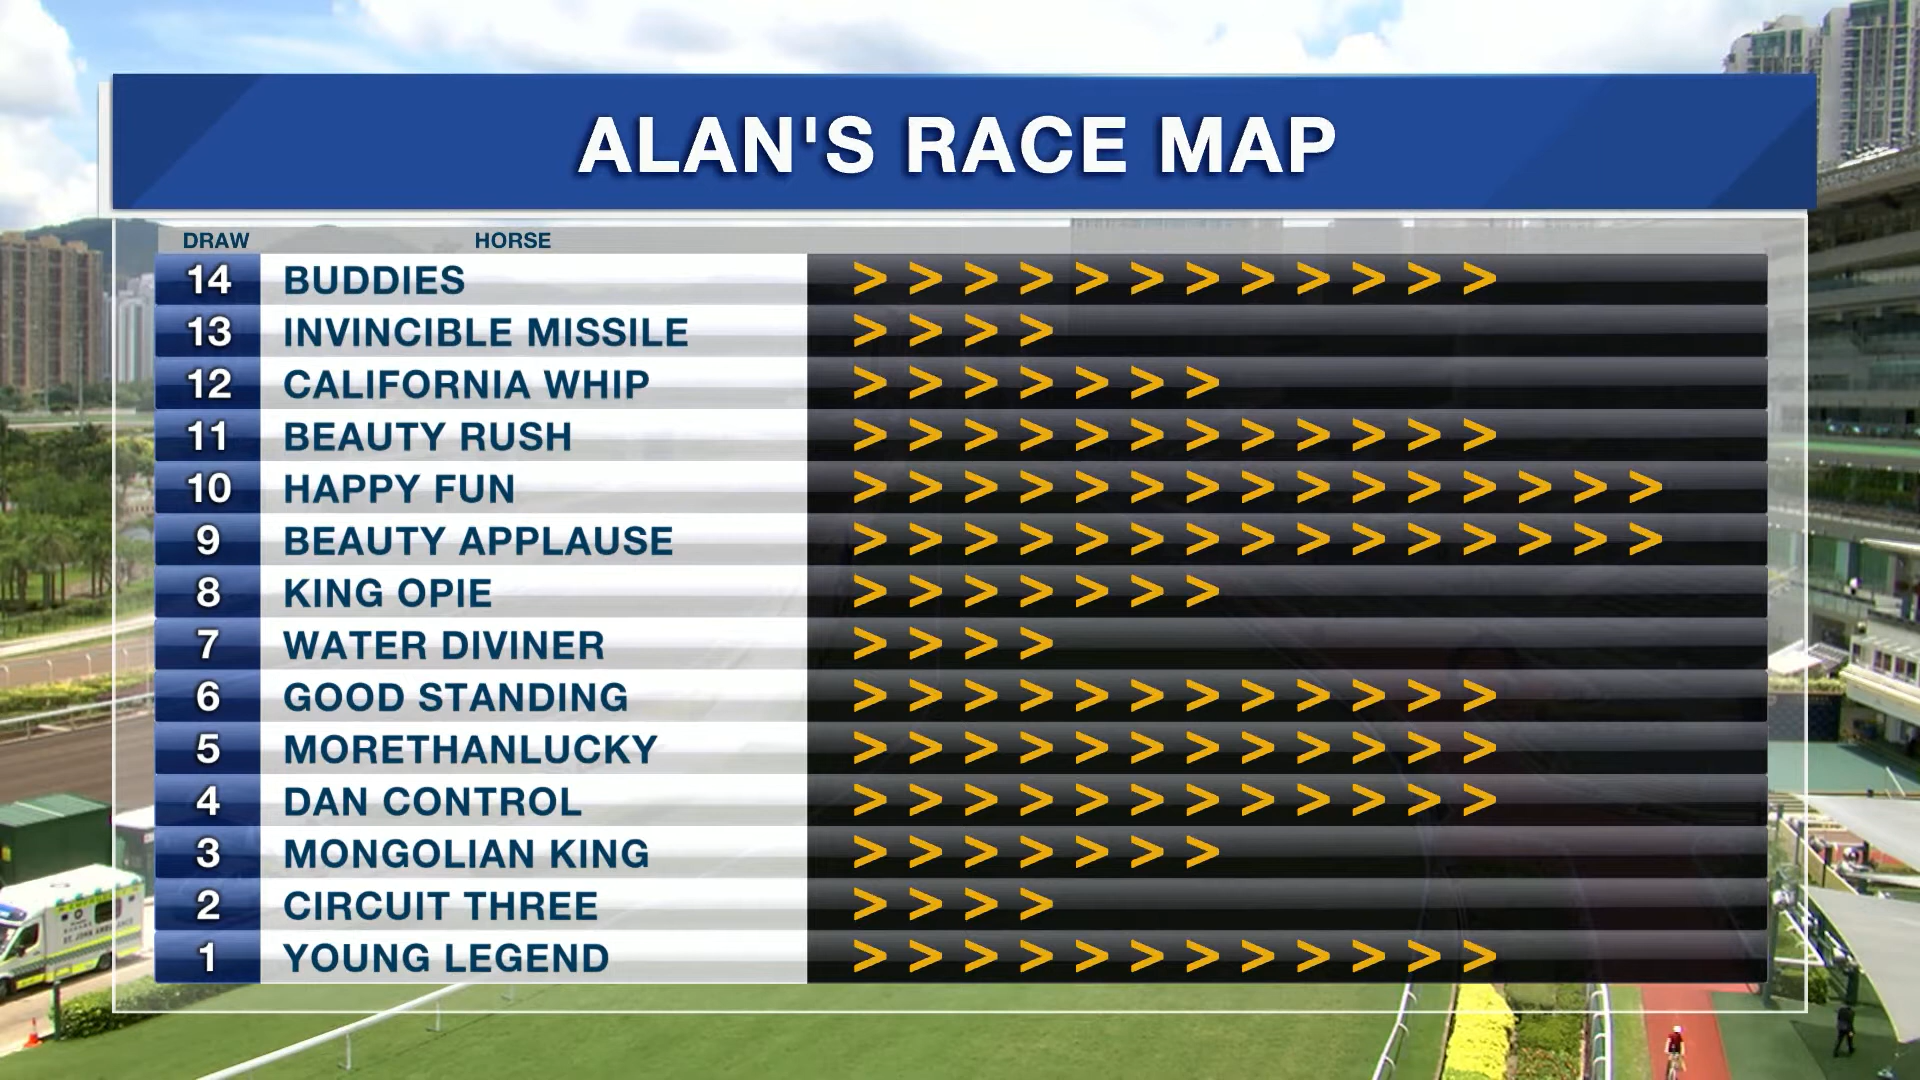 ALAN'S RACE MAP
DRAW HORSE
14 BUDDIES > > > > > > > > > > > >
13 INVINCIBLE MISSILE > > > >
12 CALIFORNIA WHIP > > > > > > >
11 BEAUTY RUSH > > > > > > > > > > > >
10 HAPPY FUN > > > > > > > > > > > > > > >
9 BEAUTY APPLAUSE > > > > > > > > > > > > > > >
8 KING OPIE > > > > > > >
7 WATER DIVINER > > > >
6 GOOD STANDING > > > > > > > > > > > >
5 MORETHANLUCKY > > > > > > > > > > > >
4 DAN CONTROL > > > > > > > > > > > >
3 MONGOLIAN KING > > > > > > >
2 CIRCUIT THREE > > > >
1 YOUNG LEGEND > > > > > > > > > > > >